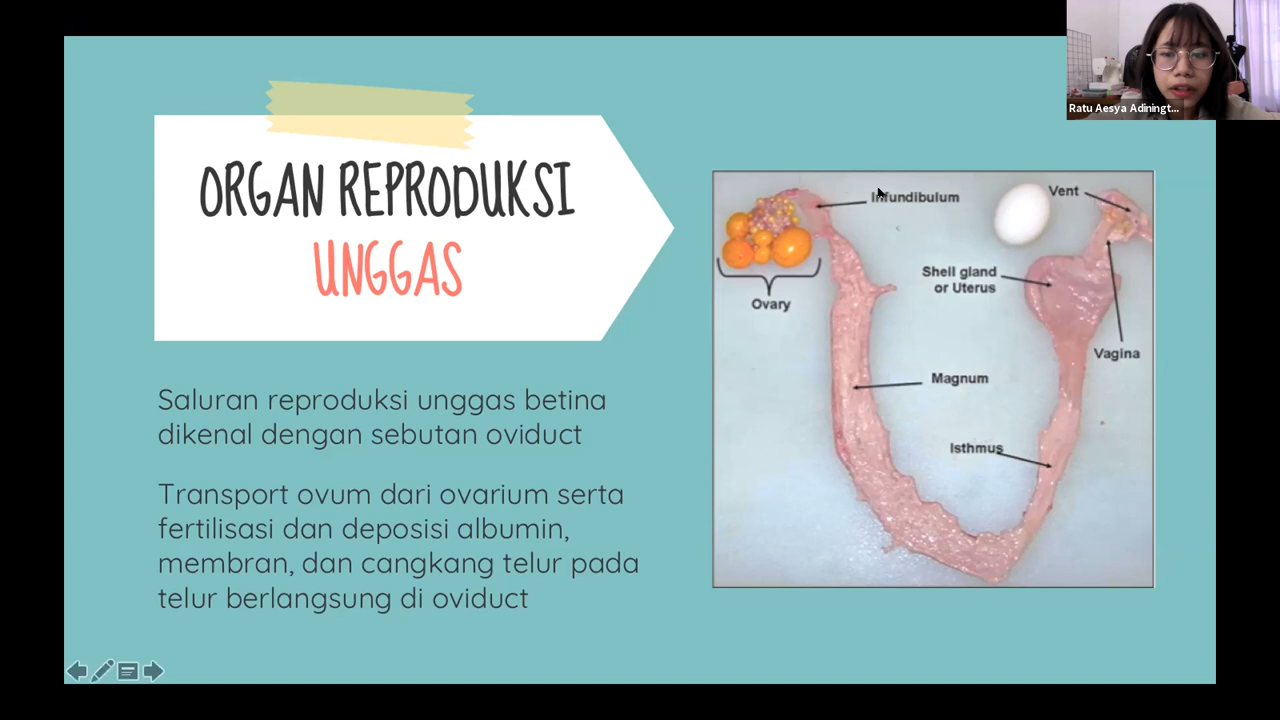 Ratu Aesya Adiningt...
ORGAN REPRODUKSI
UNGGAS
Saluran reproduksi unggas betina
dikenal dengan sebutan oviduct
Transport ovum dari ovarium serta
fertilisasi dan deposisi albumin,
membran, dan cangkang telur pada
telur berlangsung di oviduct
Infundibulum
Vent
Shell gland
or Uterus
Ovary
Vagina
Magnum
Isthmus